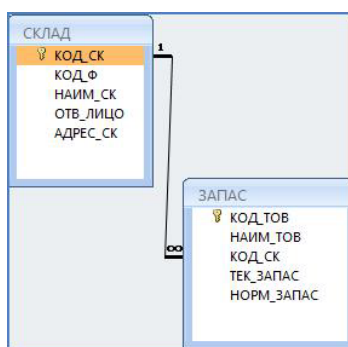 СКЛАД
КОД_СК
КОД_Ф
НАИМ_СК
ОТВ_ЛИЦО
АДРЕС_СК
1
∞
ЗАПАС
КОД_ТОВ
НАИМ_ТОВ
КОД_СК
ТЕК_ЗАПАС
НОРМ_ЗАПАС